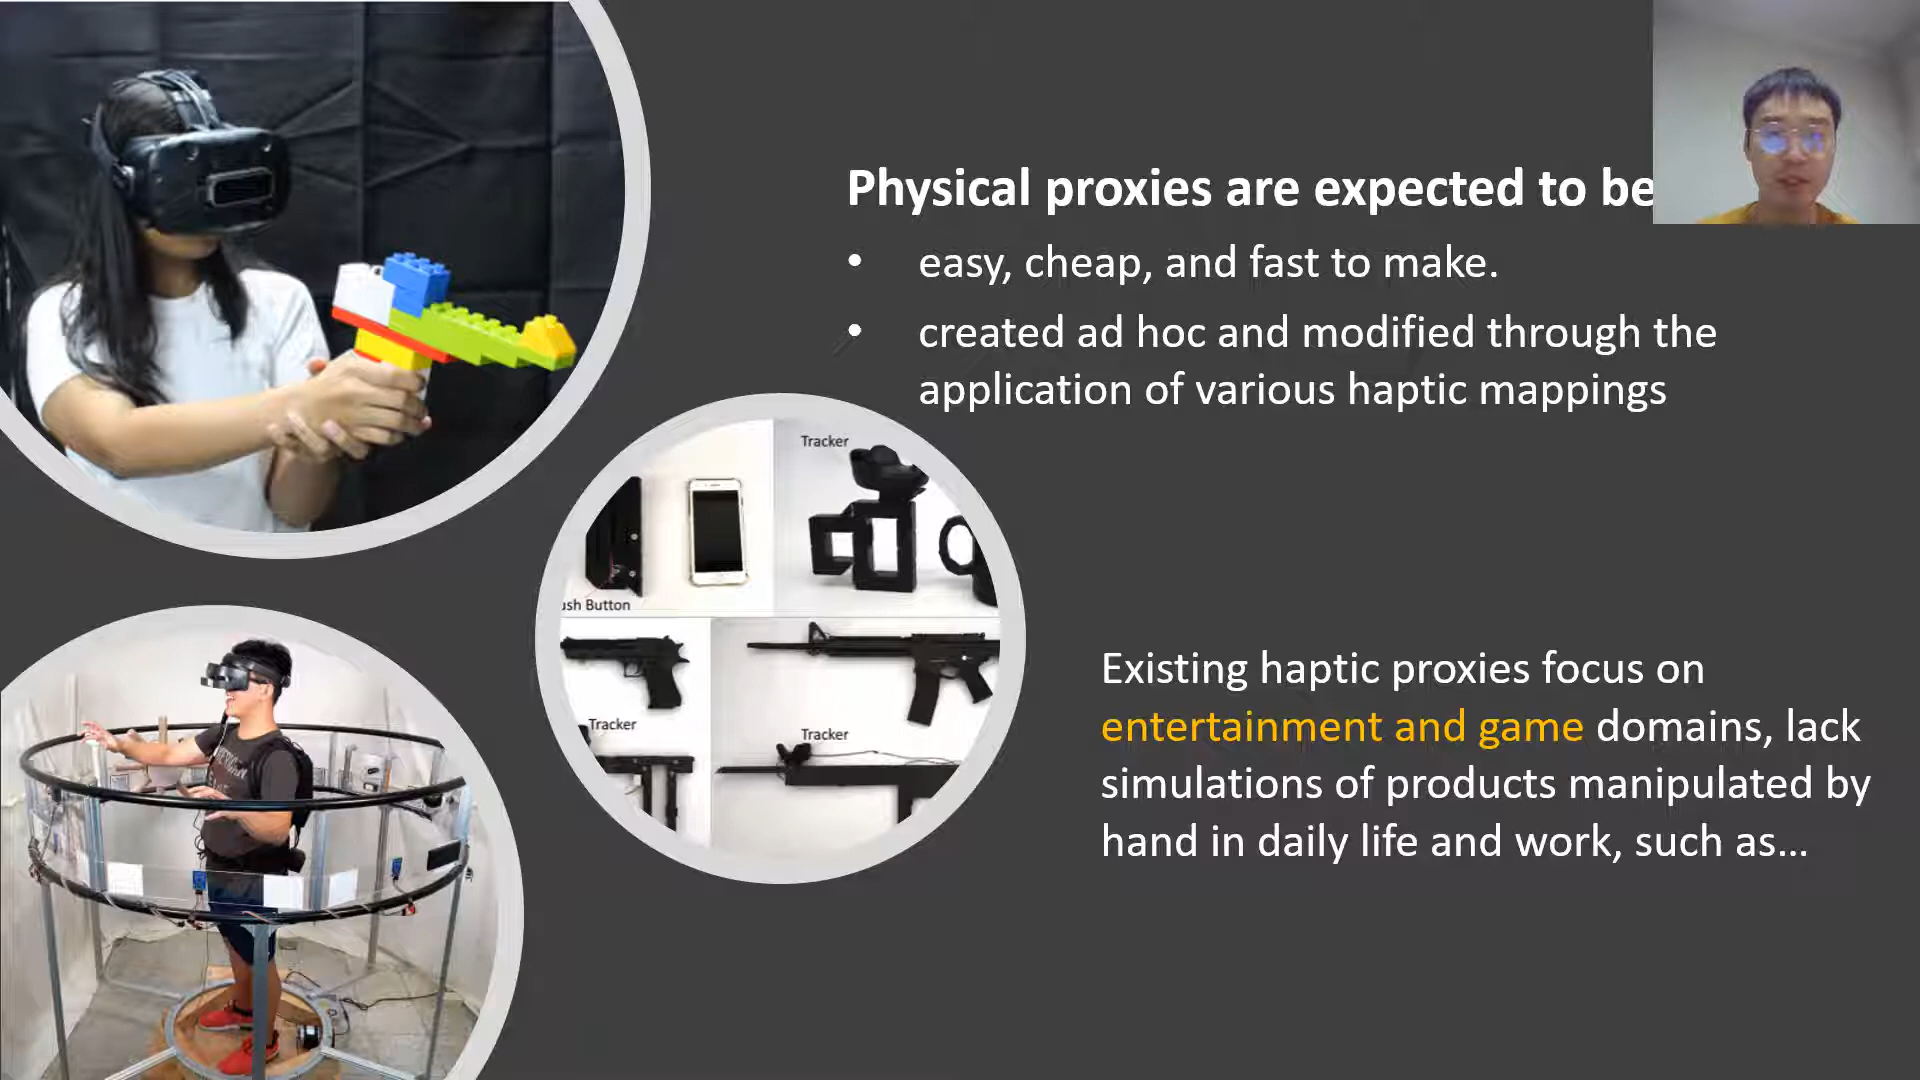 Physical proxies are expected to be
• easy, cheap, and fast to make.
• created ad hoc and modified through the
application of various haptic mappings
Tracker
ush Button
Tracker
Tracker
Existing haptic proxies focus on
entertainment and game domains, lack
simulations of products manipulated by
hand in daily life and work, such as...